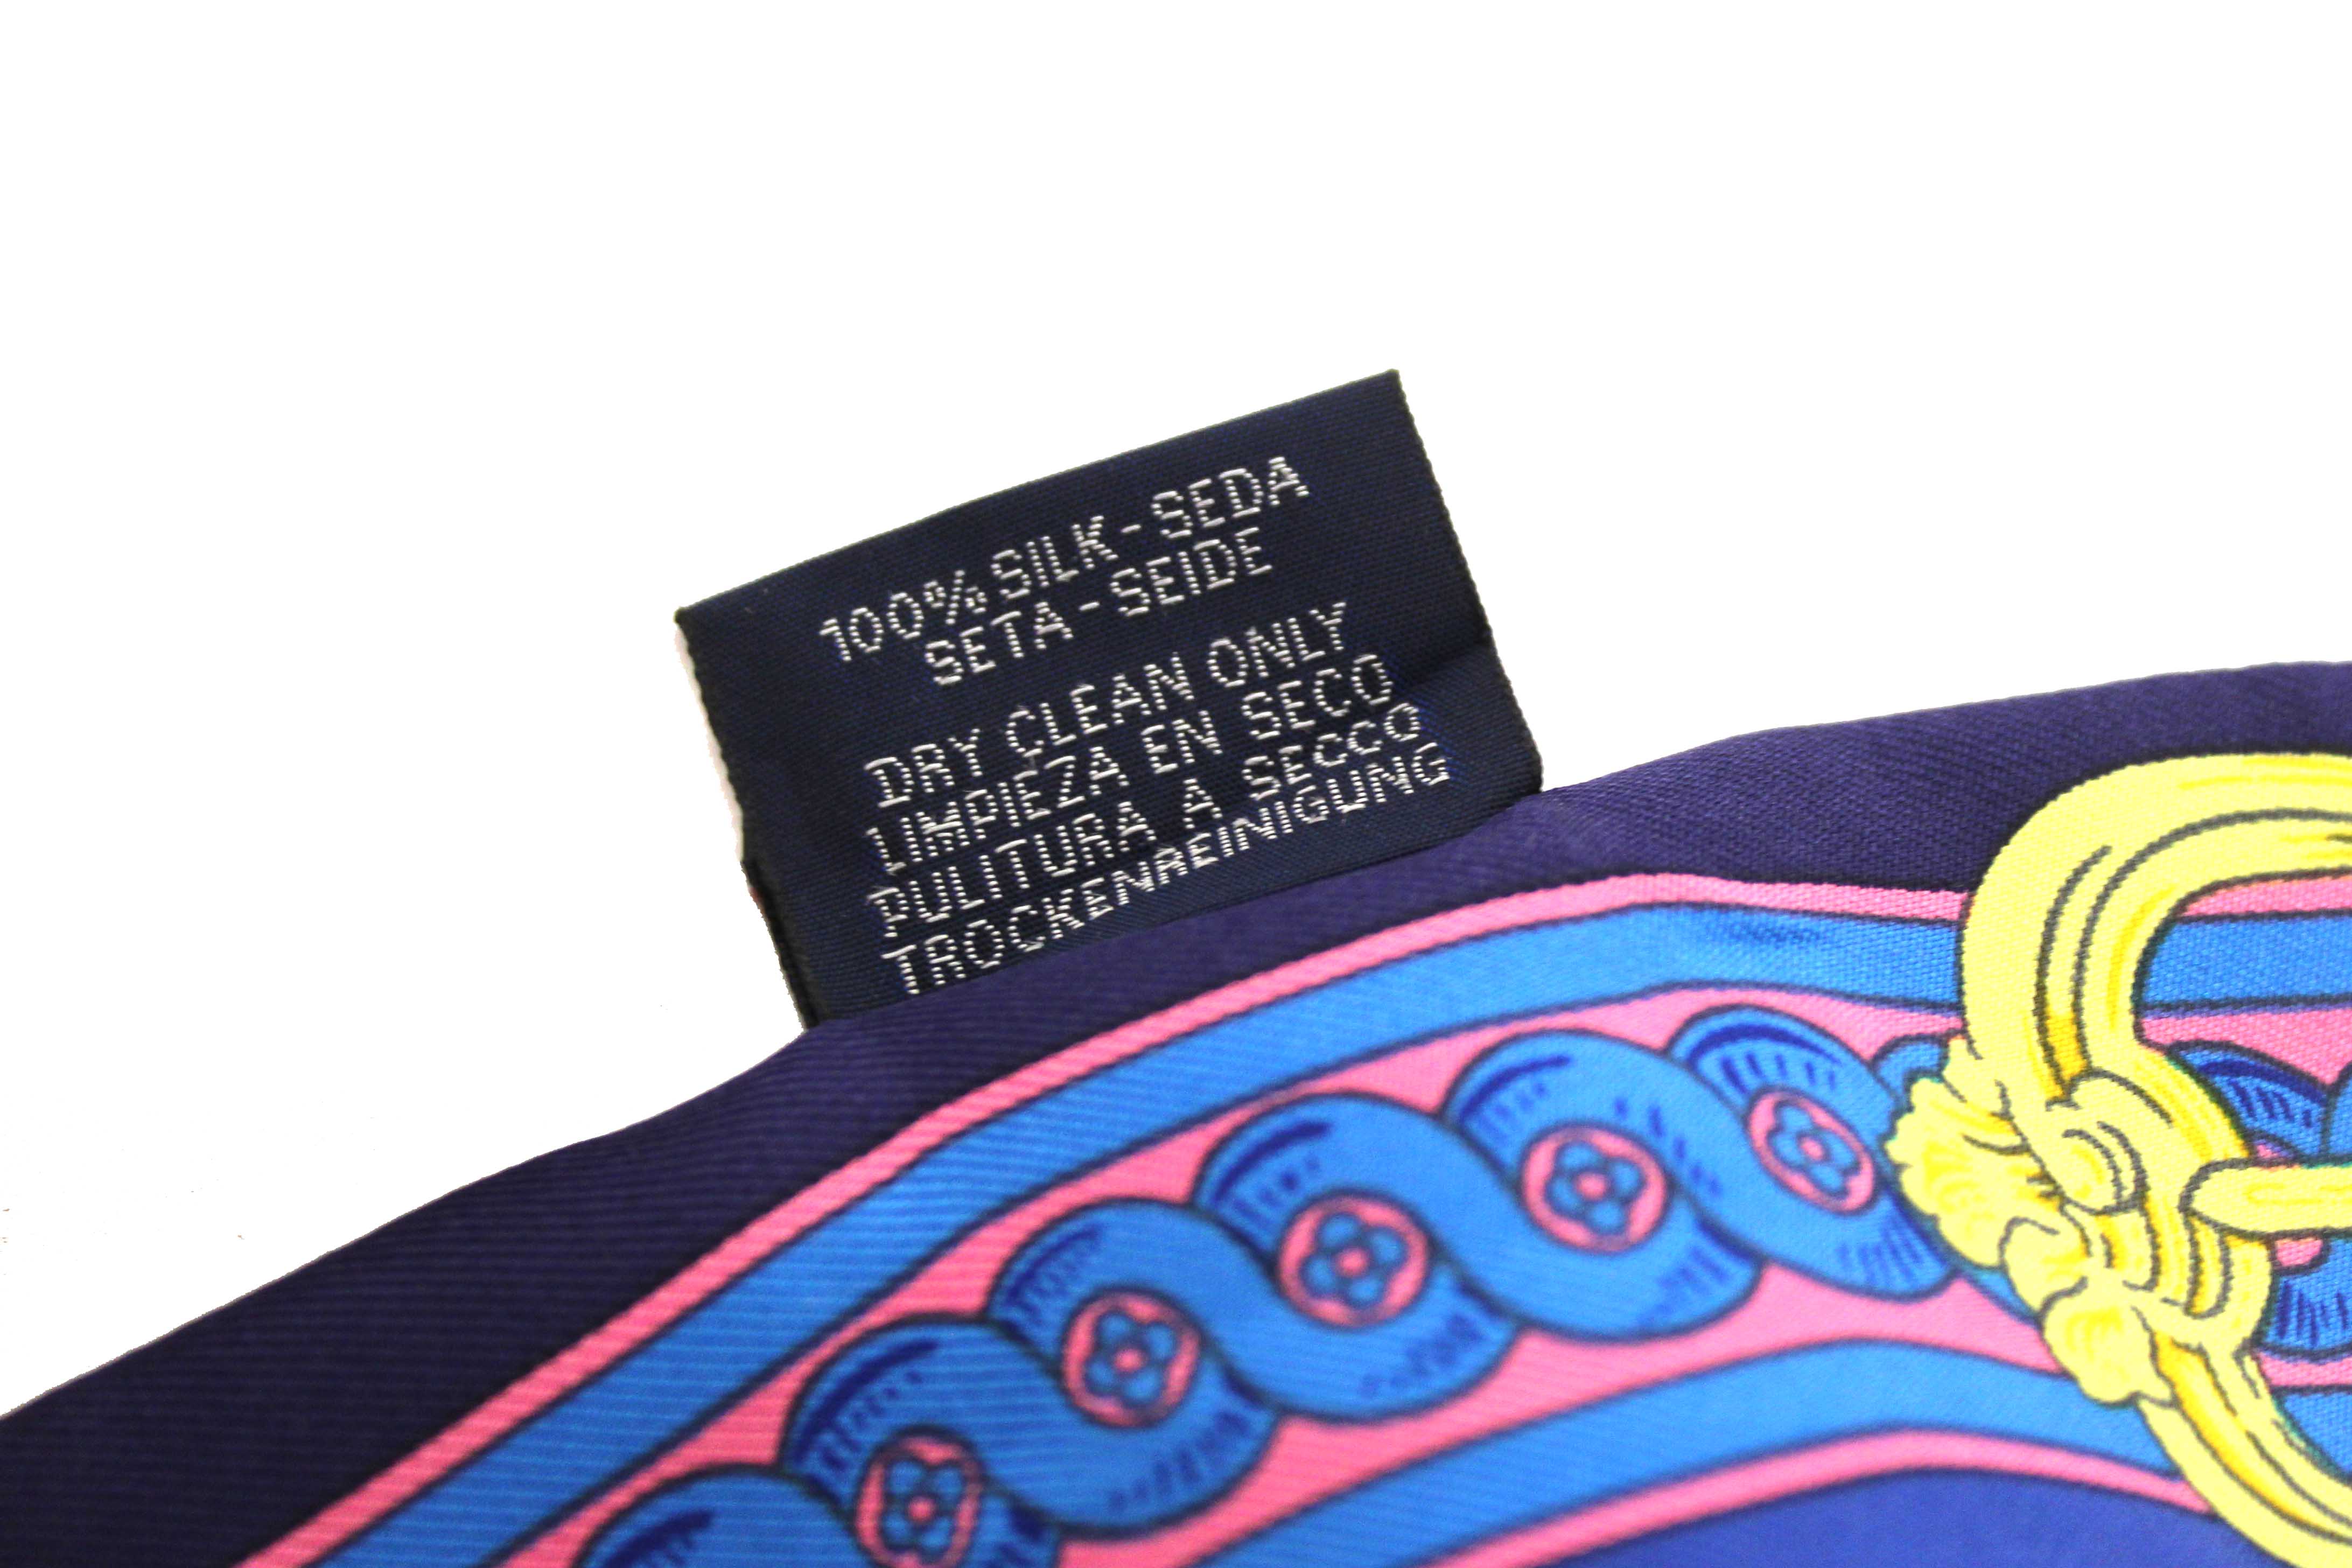 100% SILK - SEDA
SETA - SEIDE
DRY CLEAN ONLY
LIMPIEZA EN SECO
PULITURA A SECCO
TROCKENREINIGUNG